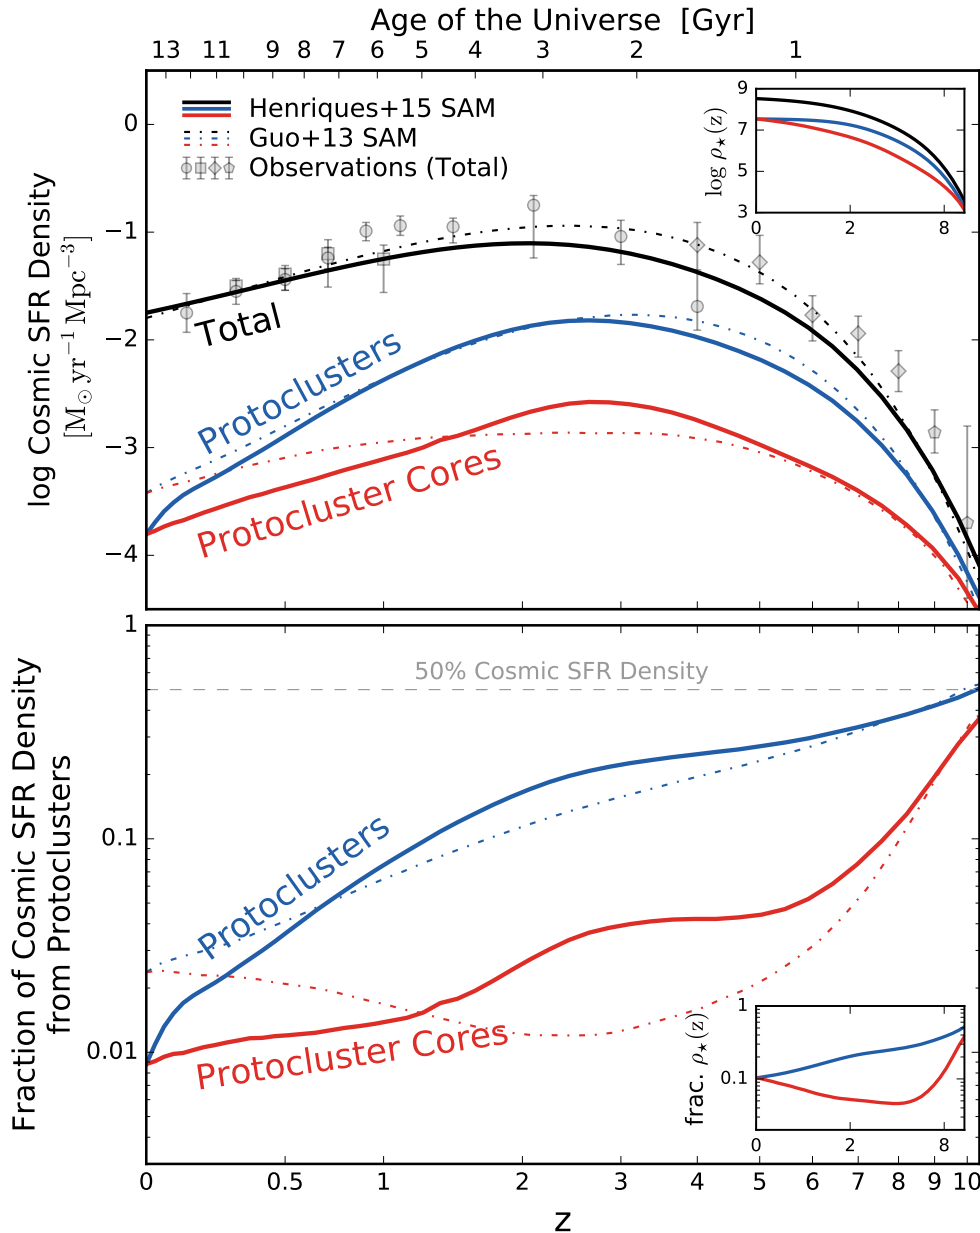 Age of the Universe [Gyr]
13 11 9 8 7 6 5 4 3 2 1
Henriques+15 SAM
Guo+13 SAM
Observations (Total)
log Cosmic SFR Density
[M⊙ yr⁻¹ Mpc⁻³]
0
−1
−2
−3
−4
Total
Protoclusters
Protocluster Cores
log ρ⋆(z)
9
7
5
3
0 2 8
Fraction of Cosmic SFR Density
from Protoclusters
1
0.1
0.01
50% Cosmic SFR Density
Protoclusters
Protocluster Cores
frac. ρ⋆(z)
1
0.1
0 2 8
0 0.5 1 2 3 4 5 6 7 8 9 10
z